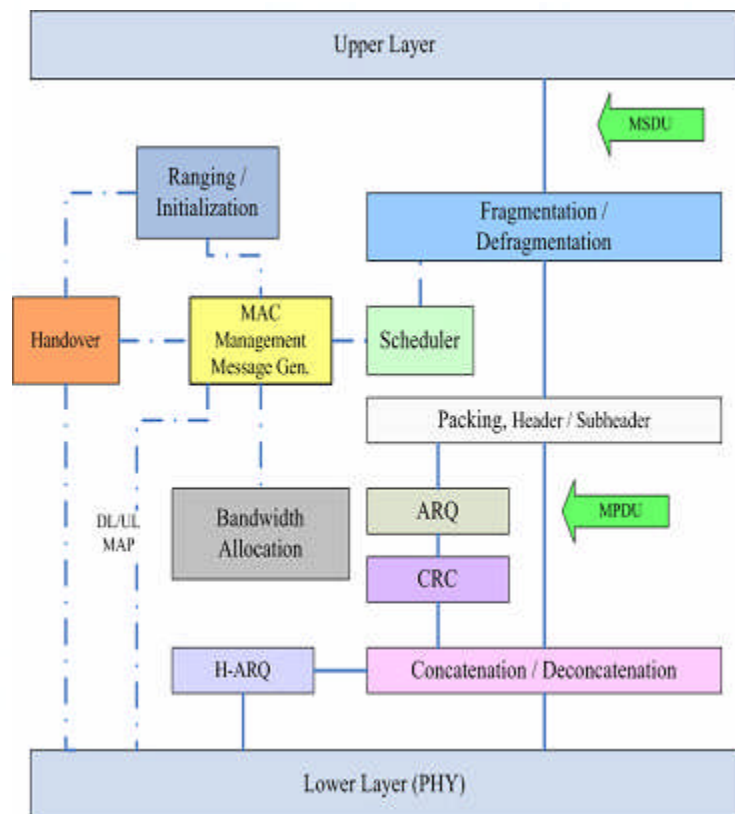 Upper Layer
MSDU
Ranging /
Initialization
Fragmentation /
Defragmentation
Handover
MAC
Management
Message Gen.
Scheduler
Packing, Header / Subheader
DL/UL
MAP
Bandwidth
Allocation
ARQ
MPDU
CRC
H-ARQ
Concatenation / Deconcatenation
Lower Layer (PHY)